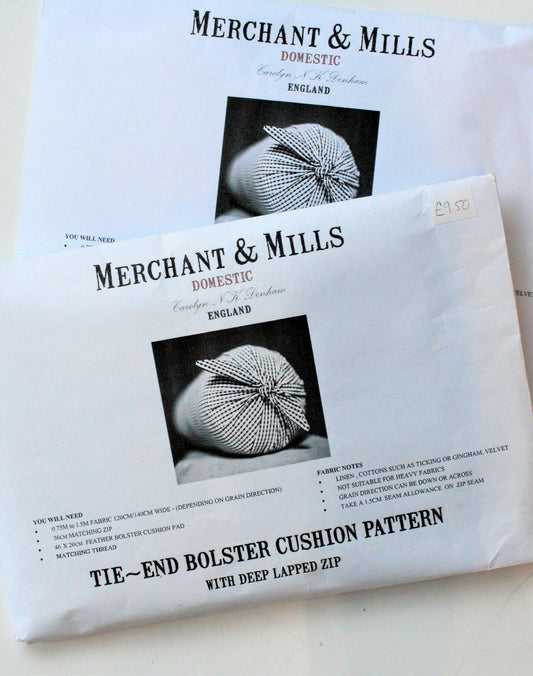 MERCHANT & MILLS
DOMESTIC
Carolyn N K Denham
ENGLAND
YOU WILL NEED
MERCHANT & MILLS
DOMESTIC
Carolyn N K Denham
ENGLAND
£9.50
YOU WILL NEED
• 0.75M to 1.5M FABRIC 120CM/140CM WIDE - (DEPENDING ON GRAIN DIRECTION)
• 36CM MATCHING ZIP
• 46 X 20CM FEATHER BOLSTER CUSHION PAD
• MATCHING THREAD
FABRIC NOTES
• LINEN , COTTONS SUCH AS TICKING OR GINGHAM, VELVET
• NOT SUITABLE FOR HEAVY FABRICS
• GRAIN DIRECTION CAN BE DOWN OR ACROSS
• TAKE A 1.5CM SEAM ALLOWANCE ON ZIP SEAM
TIE~END BOLSTER CUSHION PATTERN
WITH DEEP LAPPED ZIP